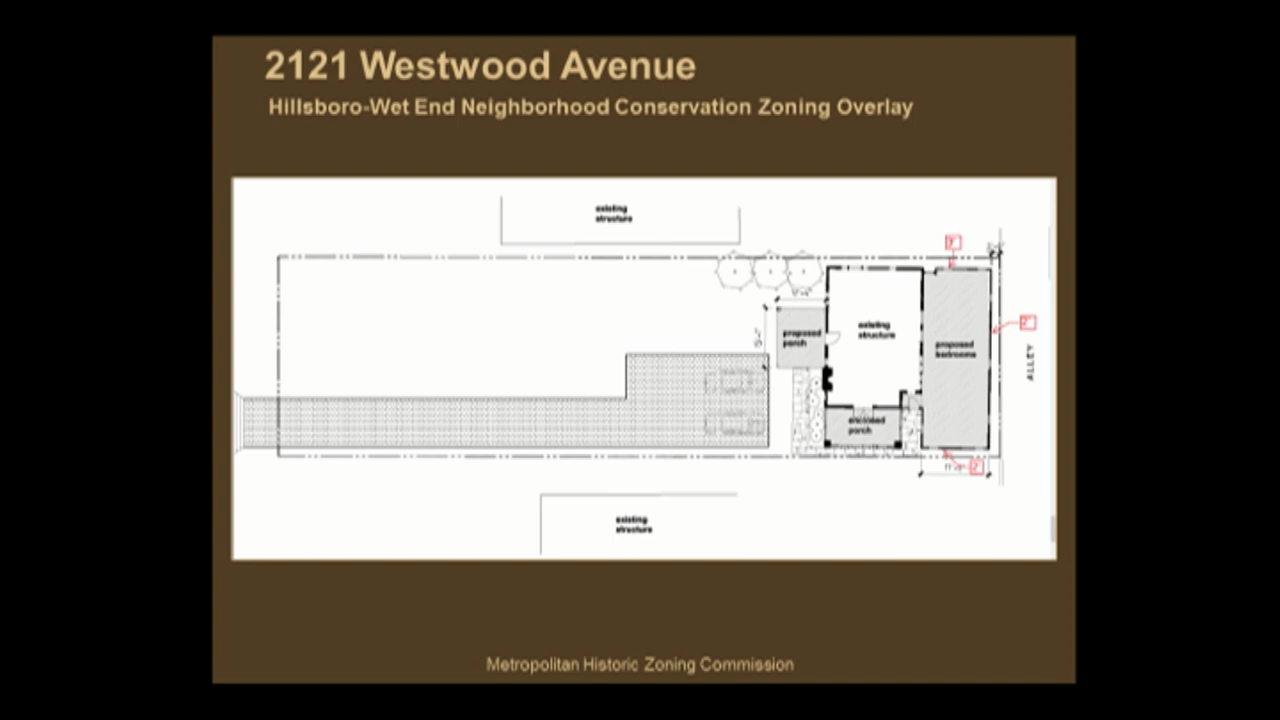 2121 Westwood Avenue
Hillsboro-Wet End Neighborhood Conservation Zoning Overlay
existing
structure
proposed
porch
existing
structure
proposed
bedrooms
ALLEY
enclosed
porch
existing
structure
Metropolitan Historic Zoning Commission